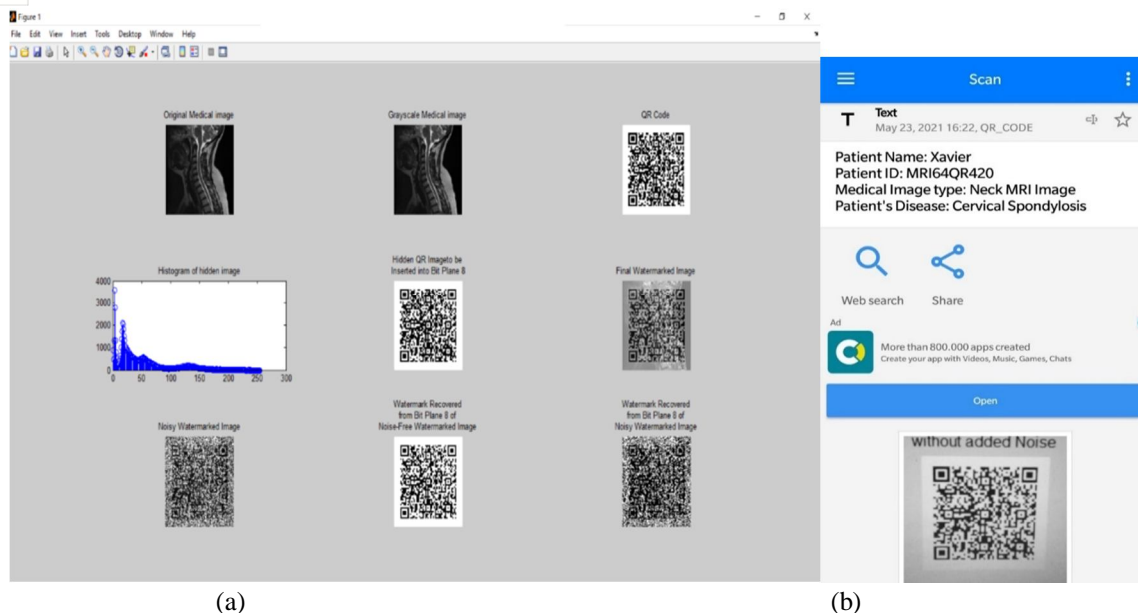 Figure 1
File Edit View Insert Tools Desktop Window Help
Original Medical image
Grayscale Medical image
QR Code
Histogram of hidden image
4000
3000
2000
1000
0
0 50 100 150 200 250 300
Hidden QR Imageto be
Inserted into Bit Plane 8
Final Watermarked Image
Noisy Watermarked Image
Watermark Recovered
from Bit Plane 8 of
Noise-Free Watermarked Image
Watermark Recovered
from Bit Plane 8 of
Noisy Watermarked Image
(a)
Scan
T
Text
May 23, 2021 16:22, QR_CODE
Patient Name: Xavier
Patient ID: MRI64QR420
Medical Image type: Neck MRI Image
Patient's Disease: Cervical Spondylosis
Web search
Share
Ad
More than 800.000 apps created
Create your app with Videos, Music, Games, Chats
Open
without added Noise
(b)